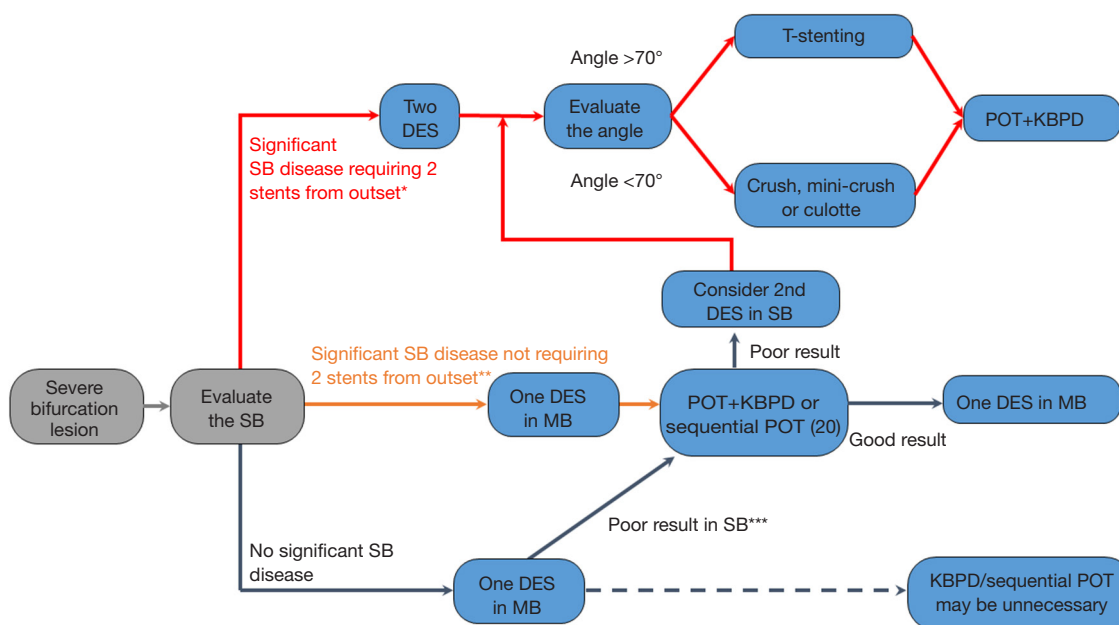 T-stenting
Angle >70°
Two
DES
Evaluate
the angle
POT+KBPD
Significant
SB disease requiring 2
stents from outset*
Angle <70°
Crush, mini-crush
or culotte
Consider 2nd
DES in SB
Significant SB disease not requiring
2 stents from outset**
Poor result
Severe
bifurcation
lesion
Evaluate
the SB
One DES
in MB
POT+KBPD or
sequential POT (20)
One DES in MB
Good result
Poor result in SB***
No significant SB
disease
One DES
in MB
KBPD/sequential POT
may be unnecessary